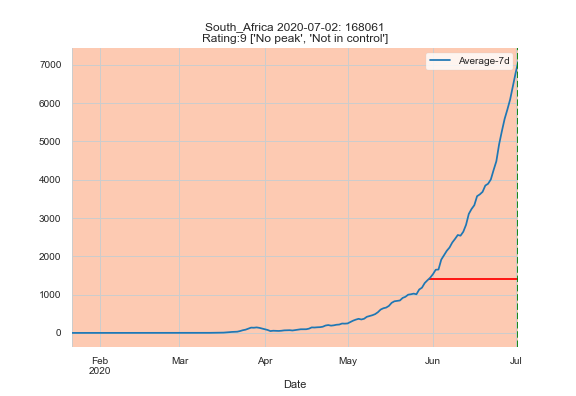 South_Africa 2020-07-02: 168061
Rating:9 ['No peak', 'Not in control']
Average-7d
7000
6000
5000
4000
3000
2000
1000
0
Feb Mar Apr May Jun Jul
2020
Date